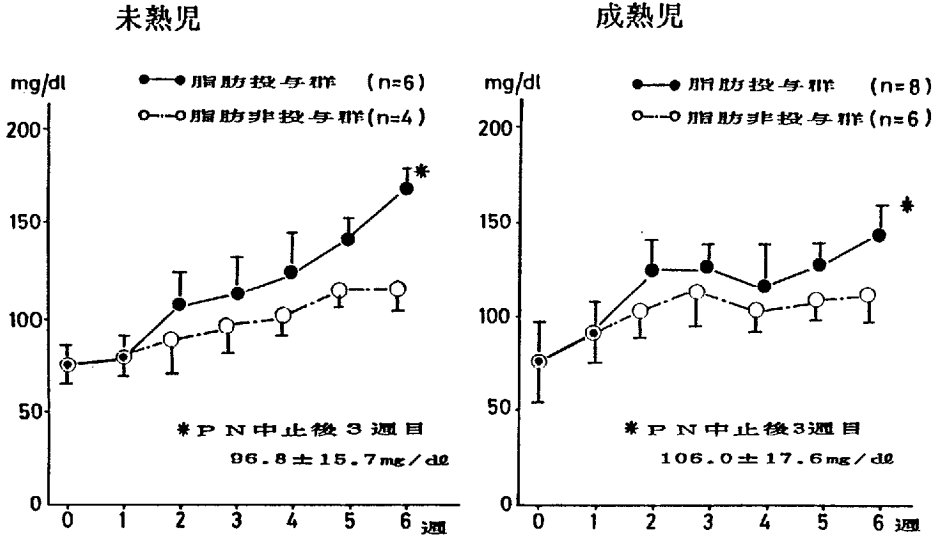 未熟児
mg/dl
●─● 脂肪投与群 (n=6)
○-·-○ 脂肪非投与群(n=4)
200
150
100
50
0
*
*ＰＮ中止後３週目
96.8±15.7mg/dℓ
0 1 2 3 4 5 6 週
成熟児
mg/dl
●─● 脂肪投与群 (n=8)
○-·-○ 脂肪非投与群(n=6)
200
150
100
50
0
*
*ＰＮ中止後3週目
106.0±17.6mg/dℓ
0 1 2 3 4 5 6 週